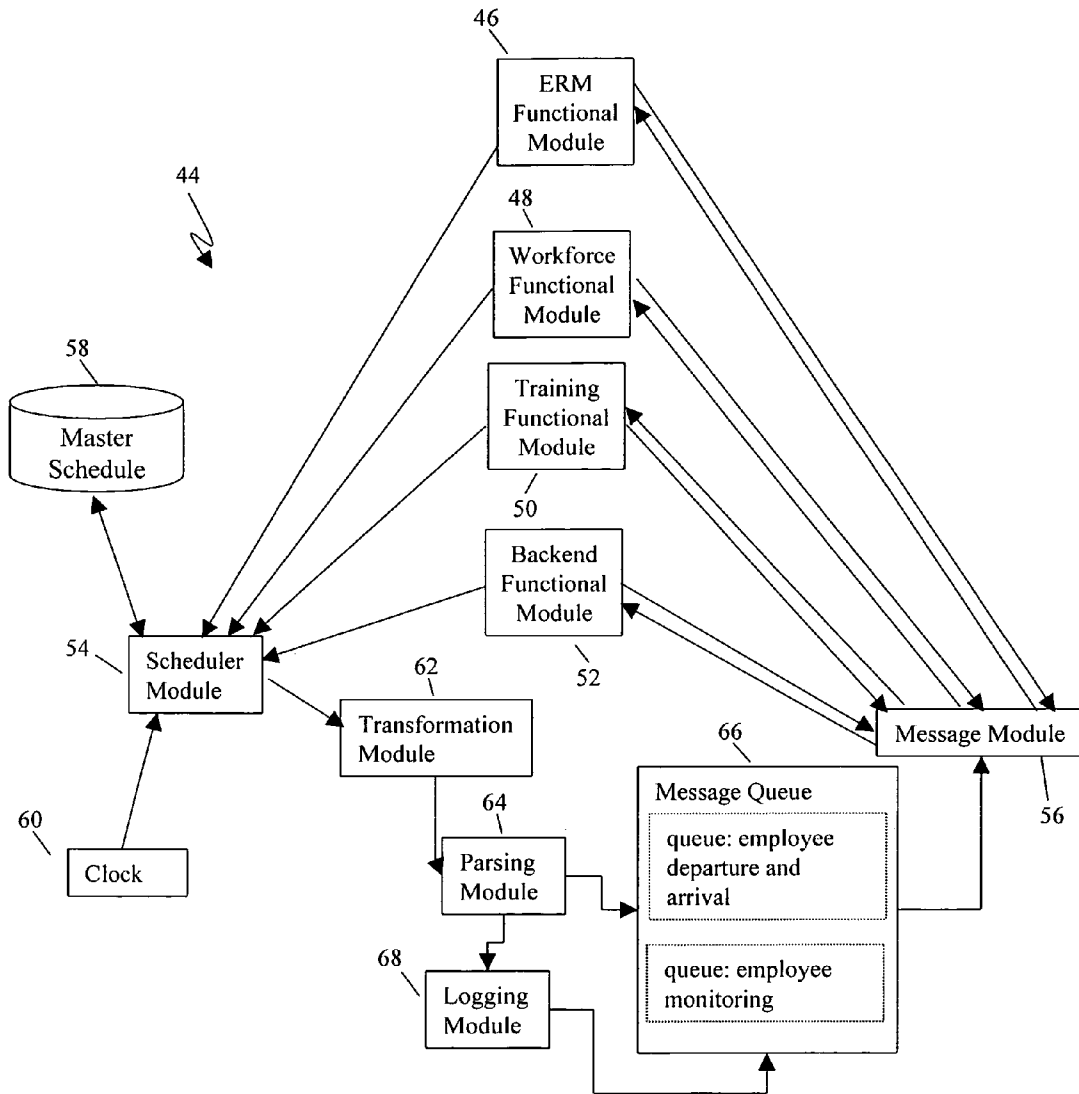 46
ERM
Functional
Module
44
48
Workforce
Functional
Module
58
Master
Schedule
Training
Functional
Module
50
Backend
Functional
Module
52
54
Scheduler
Module
62
Transformation
Module
66
Message Module
56
Message Queue
queue: employee
departure and
arrival
queue: employee
monitoring
60
Clock
64
Parsing
Module
68
Logging
Module